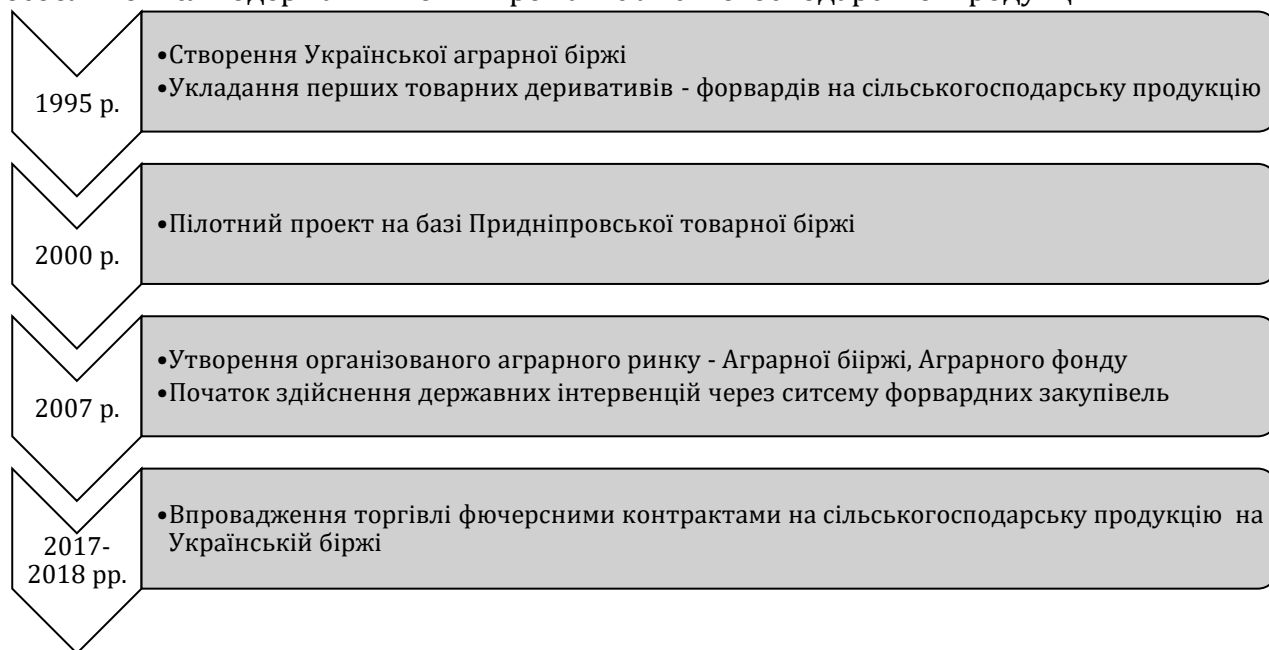 1995 р.
•Створення Української аграрної біржі
•Укладання перших товарних деривативів - форвардів на сільськогосподарську продукцію
2000 р.
•Пілотний проект на базі Придніпровської товарної біржі
2007 р.
•Утворення організованого аграрного ринку - Аграрної бііржі, Аграрного фонду
•Початок здійснення державних інтервенцій через ситсему форвардних закупівель
2017-
2018 рр.
•Впровадження торгівлі фючерсними контрактами на сільськогосподарську продукцію на
Українській біржі